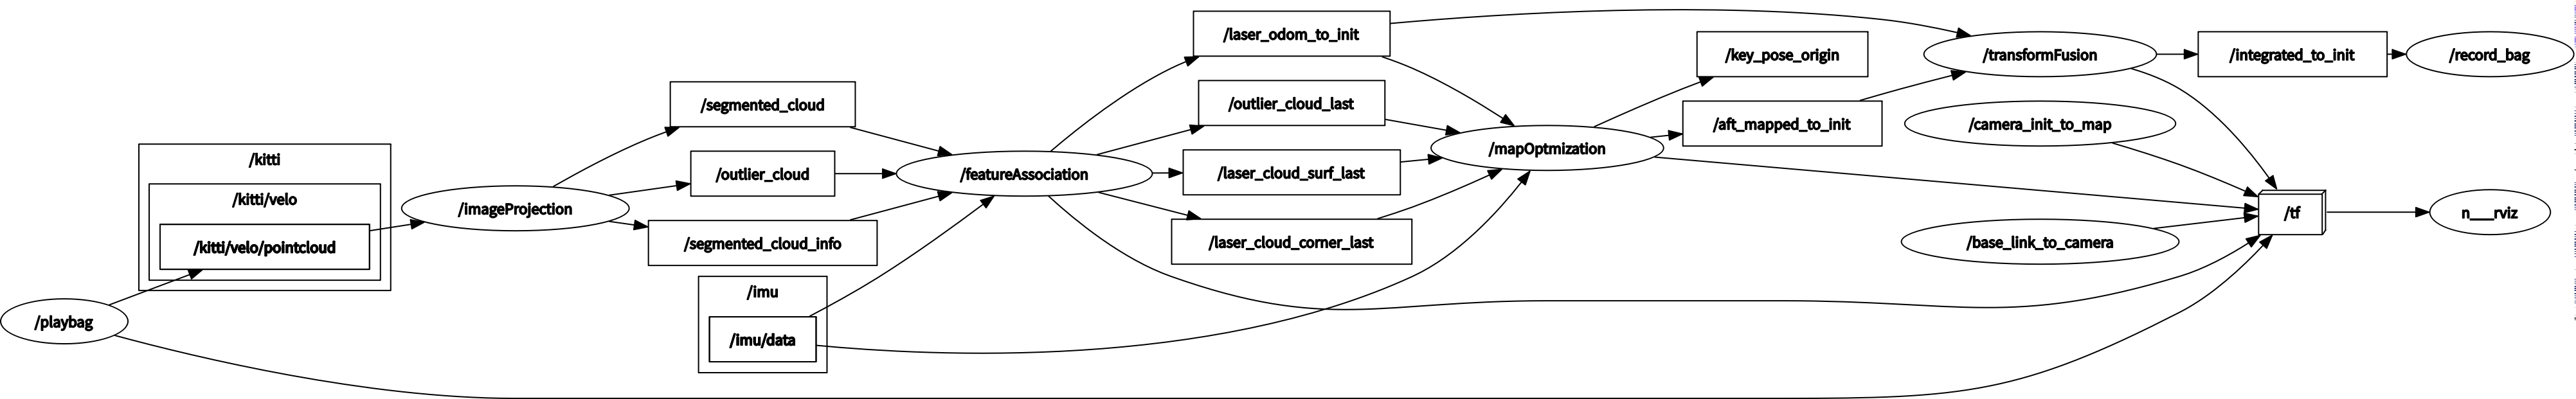 /playbag
/kitti
/kitti/velo
/kitti/velo/pointcloud
/imageProjection
/segmented_cloud
/outlier_cloud
/segmented_cloud_info
/imu
/imu/data
/featureAssociation
/laser_odom_to_init
/outlier_cloud_last
/laser_cloud_surf_last
/laser_cloud_corner_last
/mapOptmization
/key_pose_origin
/aft_mapped_to_init
/transformFusion
/camera_init_to_map
/base_link_to_camera
/integrated_to_init
/tf
/record_bag
n___rviz